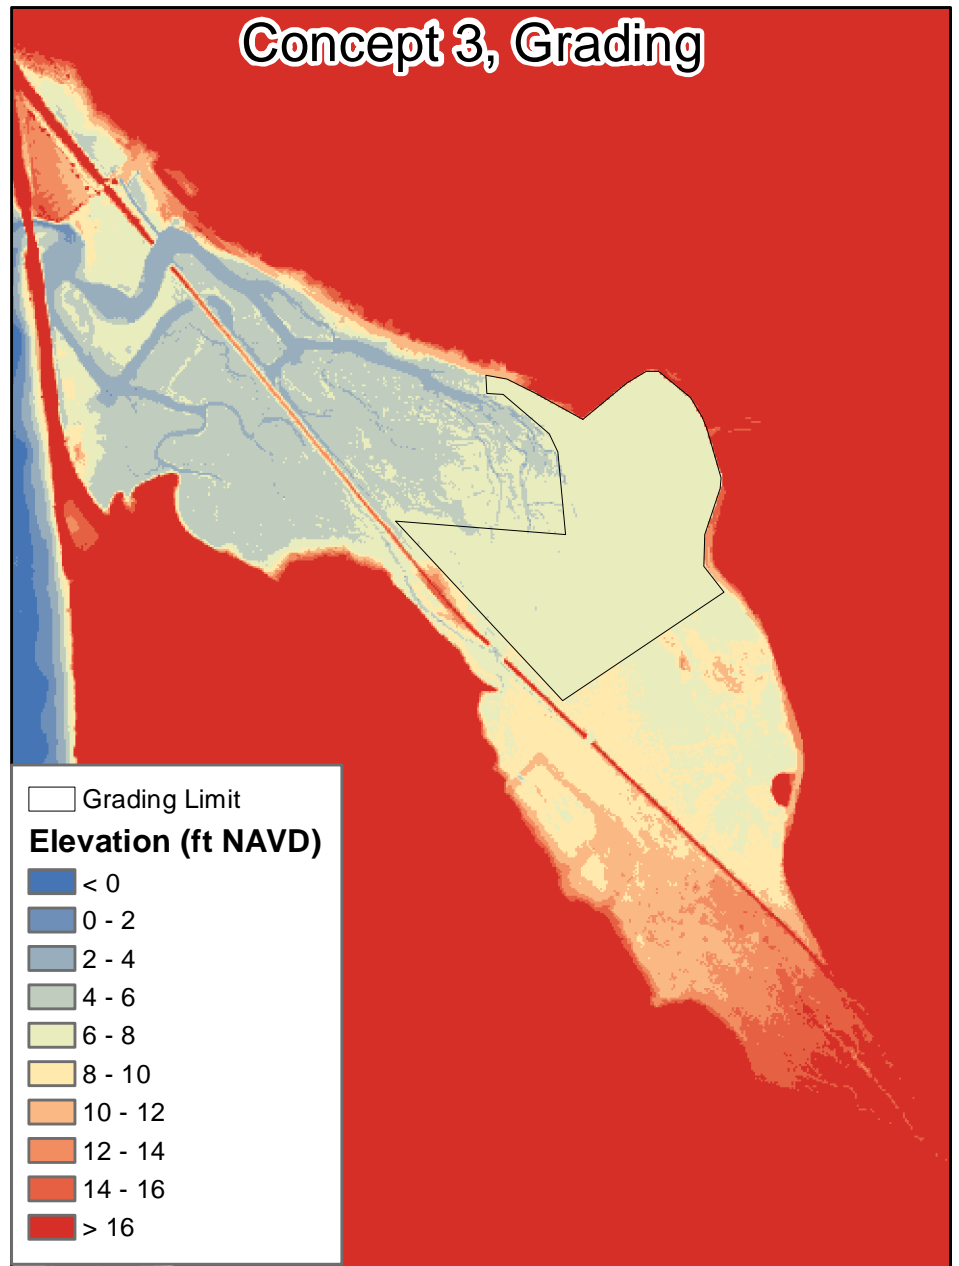 Concept 3, Grading
Grading Limit
Elevation (ft NAVD)
< 0
0 - 2
2 - 4
4 - 6
6 - 8
8 - 10
10 - 12
12 - 14
14 - 16
> 16